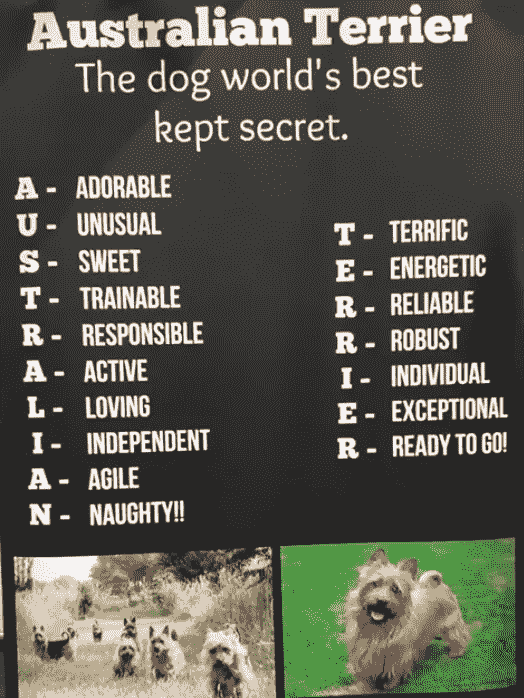 Australian Terrier
The dog world's best
kept secret.
A - ADORABLE
U - UNUSUAL
S - SWEET
T - TRAINABLE
R - RESPONSIBLE
A - ACTIVE
L - LOVING
I - INDEPENDENT
A - AGILE
N - NAUGHTY!!
T - TERRIFIC
E - ENERGETIC
R - RELIABLE
R - ROBUST
I - INDIVIDUAL
E - EXCEPTIONAL
R - READY TO GO!